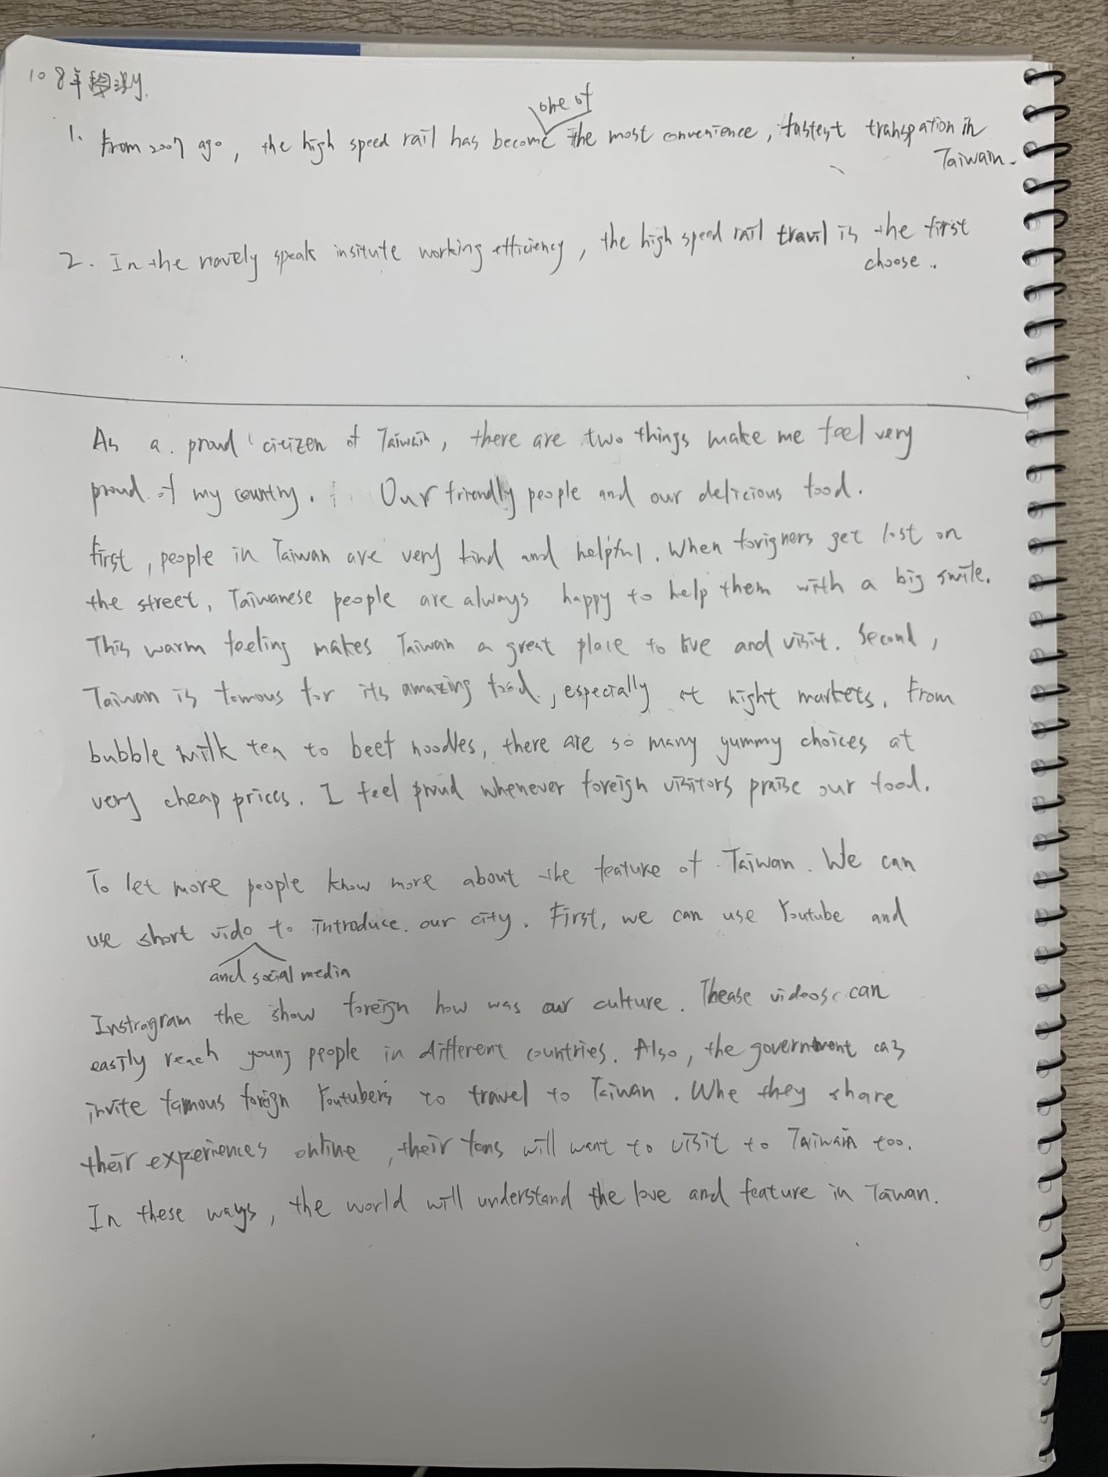 108年指測
one of
1. From 2007 ago, the high speed rail has become the most convenience, fastest transpation in
Taiwain.
2. In the novely speak insitute working efficiency, the high speed rail travil is the first
choose.
As a proud citizen of Taiwain, there are two things make me feel very
proud of my country. Our friendly people and our delicious food.
First, people in Taiwan are very kind and helpful. When forigners get lost on
the street, Taiwanese people are always happy to help them with a big smile.
This warm feeling makes Taiwan a great place to live and visit. Second,
Taiwan is famous for its amazing food, especially at night markets. From
bubble milk tea to beef noodles, there are so many yummy choices at
very cheap prices. I feel proud whenever foreign visitors praise our food.
To let more people know more about the feature of Taiwan. We can
use short vido to introduce our city. First, we can use Youtube and
and social media
Instragram the show foreign how was our culture. Thease videos can
easily reach young people in different countries. Also, the government can
invite famous foreign Youtubers to travel to Taiwan. Whe they share
their experiences online, their fans will want to visit to Taiwain too.
In these ways, the world will understand the love and feature in Taiwan.